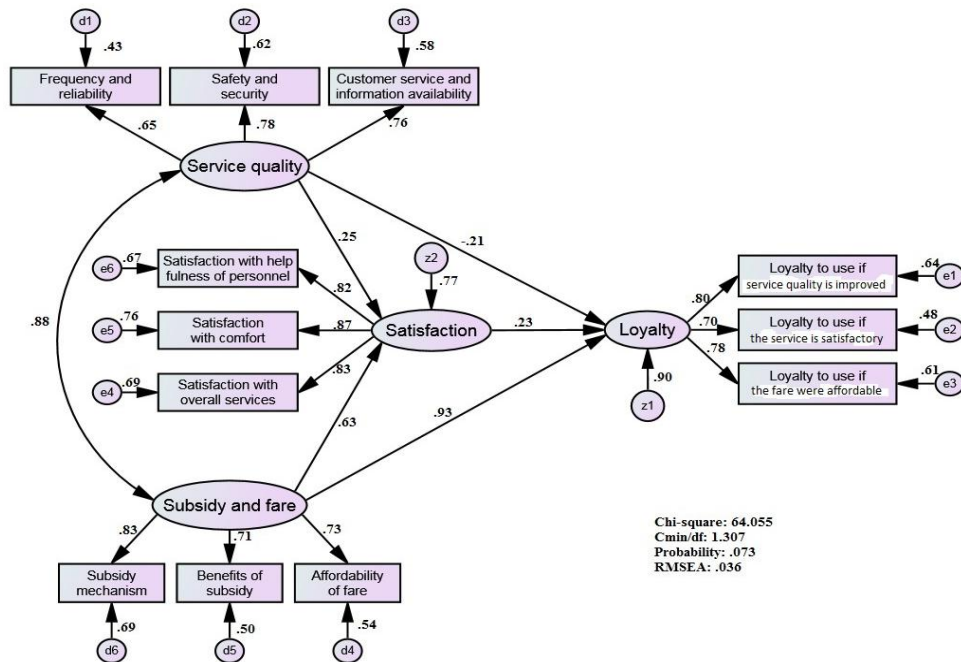 d1
d2
d3
.43
.62
.58
Frequency and
reliability
Safety and
security
Customer service and
information availability
.65
.78
.76
Service quality
.25
-.21
.88
e6
.67
Satisfaction with help
fulness of personnel
.82
z2
.77
e5
.76
Satisfaction
with comfort
.87
Satisfaction
.23
Loyalty
e4
.69
Satisfaction with
overall services
.83
.63
.93
.90
z1
.80
Loyalty to use if
service quality is improved
.64
e1
.70
Loyalty to use if
the service is satisfactory
.48
e2
.78
Loyalty to use if
the fare were affordable
.61
e3
Subsidy and fare
.83
.71
.73
Subsidy
mechanism
Benefits of
subsidy
Affordability
of fare
.69
.50
.54
d6
d5
d4
Chi-square: 64.055
Cmin/df: 1.307
Probability: .073
RMSEA: .036